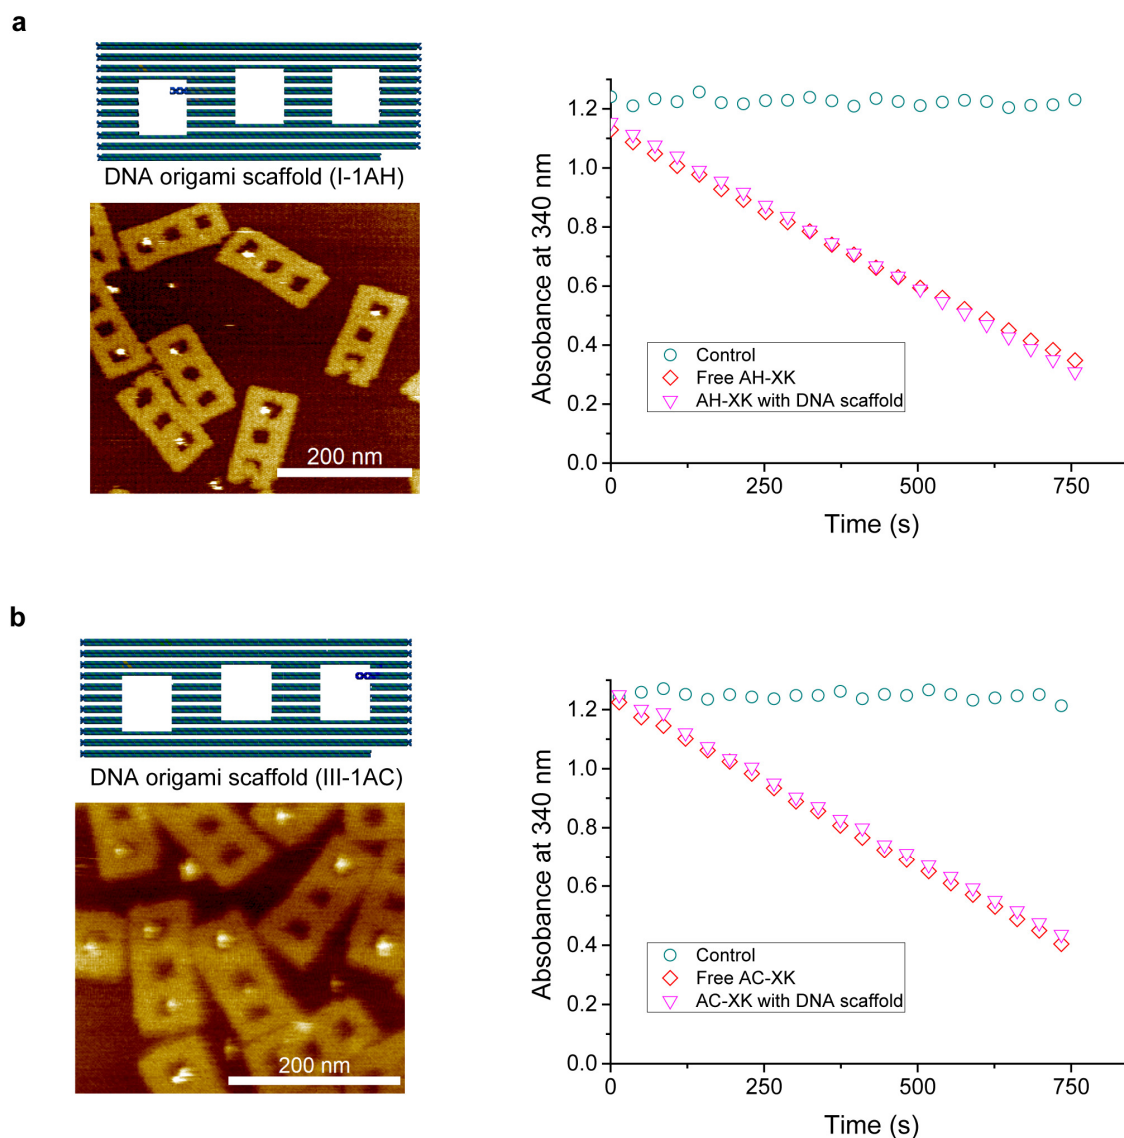 a
DNA origami scaffold (I-1AH)
200 nm
Absobance at 340 nm
1.2
1.0
0.8
0.6
0.4
0.2
0.0
Control
Free AH-XK
AH-XK with DNA scaffold
0
250
500
750
Time (s)
b
DNA origami scaffold (III-1AC)
200 nm
Absobance at 340 nm
1.2
1.0
0.8
0.6
0.4
0.2
0.0
Control
Free AC-XK
AC-XK with DNA scaffold
0
250
500
750
Time (s)